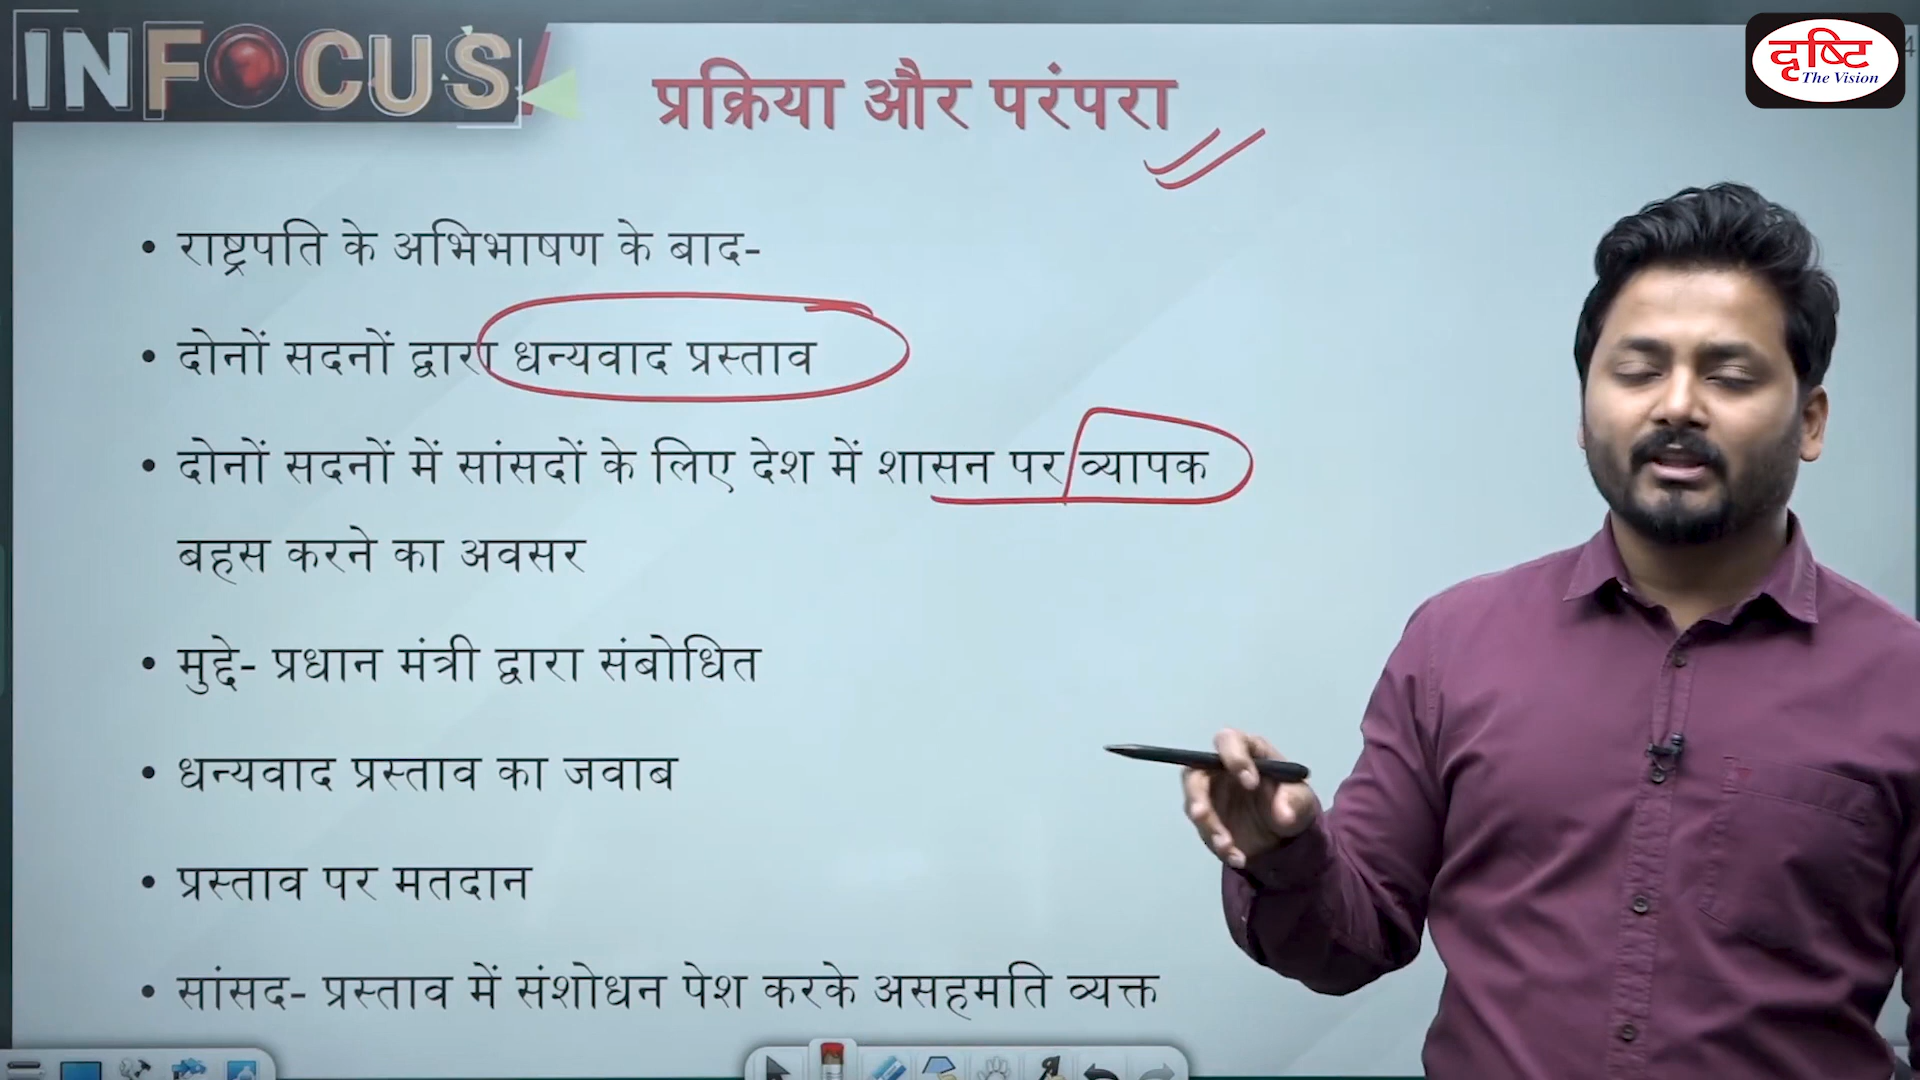 INFOCUS
दृष्टि
The Vision
प्रक्रिया और परंपरा
• राष्ट्रपति के अभिभाषण के बाद-
• दोनों सदनों द्वारा धन्यवाद प्रस्ताव
• दोनों सदनों में सांसदों के लिए देश में शासन पर व्यापक
बहस करने का अवसर
• मुद्दे- प्रधान मंत्री द्वारा संबोधित
• धन्यवाद प्रस्ताव का जवाब
• प्रस्ताव पर मतदान
• सांसद- प्रस्ताव में संशोधन पेश करके असहमति व्यक्त